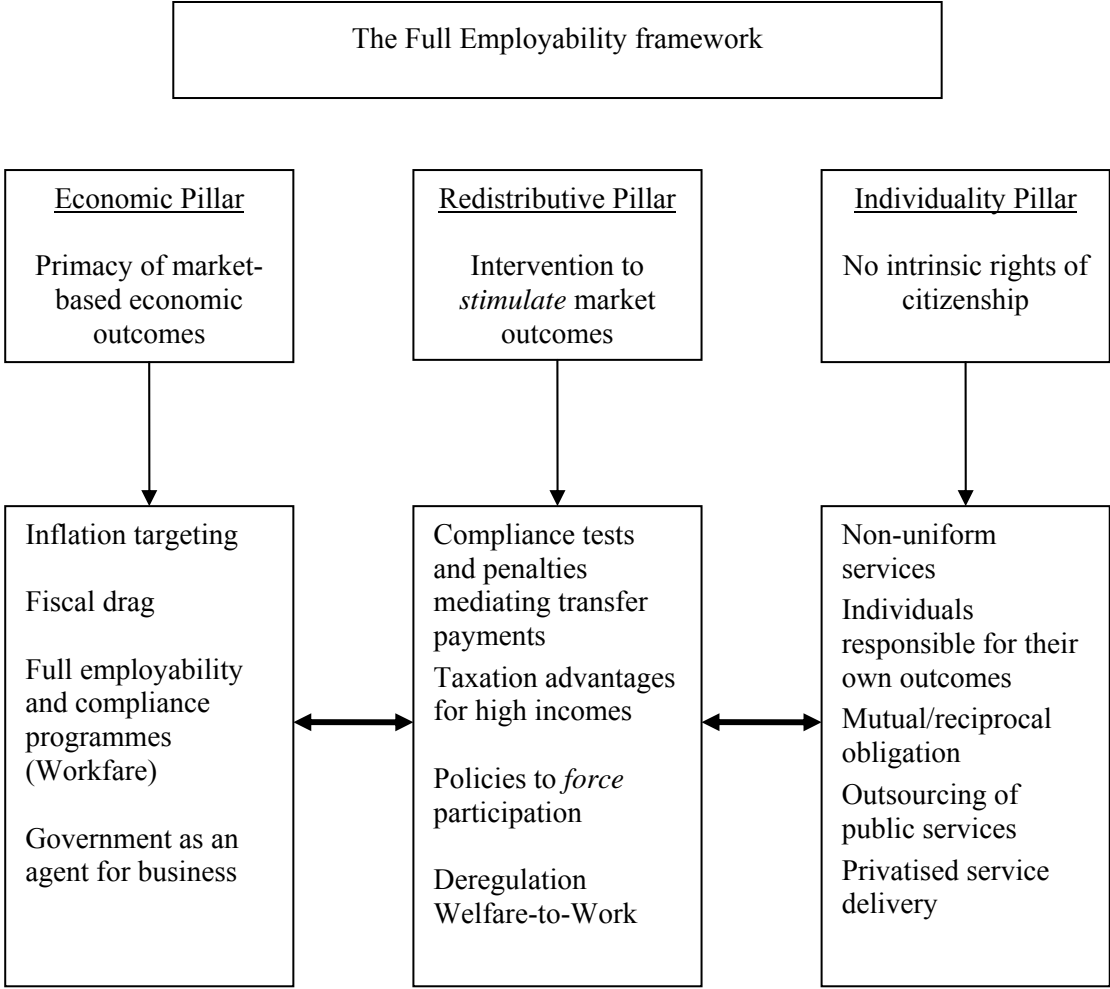 The Full Employability framework
Economic Pillar
Primacy of market-
based economic
outcomes
Redistributive Pillar
Intervention to
stimulate market
outcomes
Individuality Pillar
No intrinsic rights of
citizenship
Inflation targeting
Fiscal drag
Full employability
and compliance
programmes
(Workfare)
Government as an
agent for business
Compliance tests
and penalties
mediating transfer
payments
Taxation advantages
for high incomes
Policies to force
participation
Deregulation
Welfare-to-Work
Non-uniform
services
Individuals
responsible for their
own outcomes
Mutual/reciprocal
obligation
Outsourcing of
public services
Privatised service
delivery